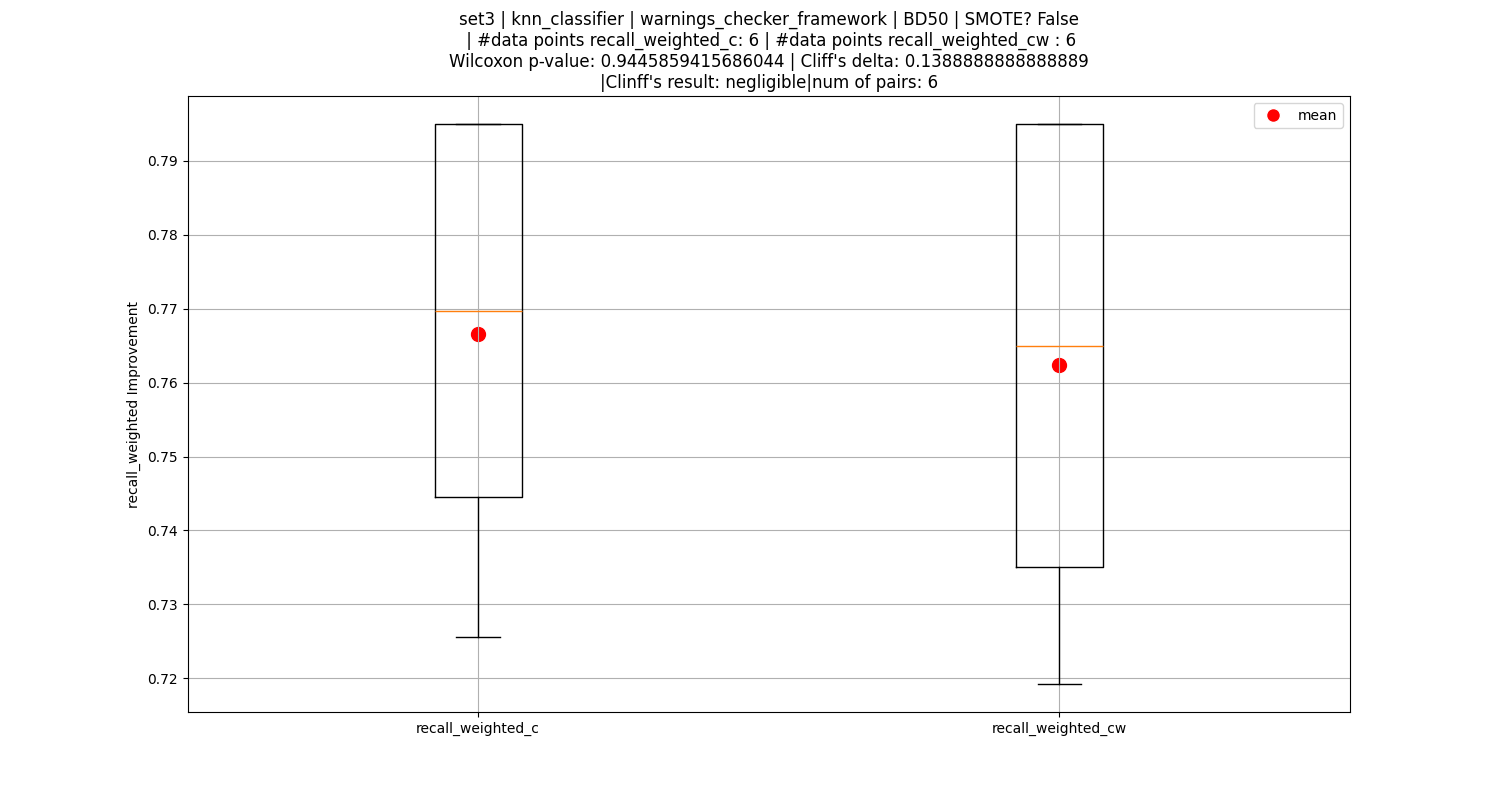 set3 | knn_classifier | warnings_checker_framework | BD50 | SMOTE? False
| #data points recall_weighted_c: 6 | #data points recall_weighted_cw : 6
Wilcoxon p-value: 0.9445859415686044 | Cliff's delta: 0.1388888888888889
|Clinff's result: negligible|num of pairs: 6
mean
recall_weighted Improvement
0.79
0.78
0.77
0.76
0.75
0.74
0.73
0.72
recall_weighted_c
recall_weighted_cw